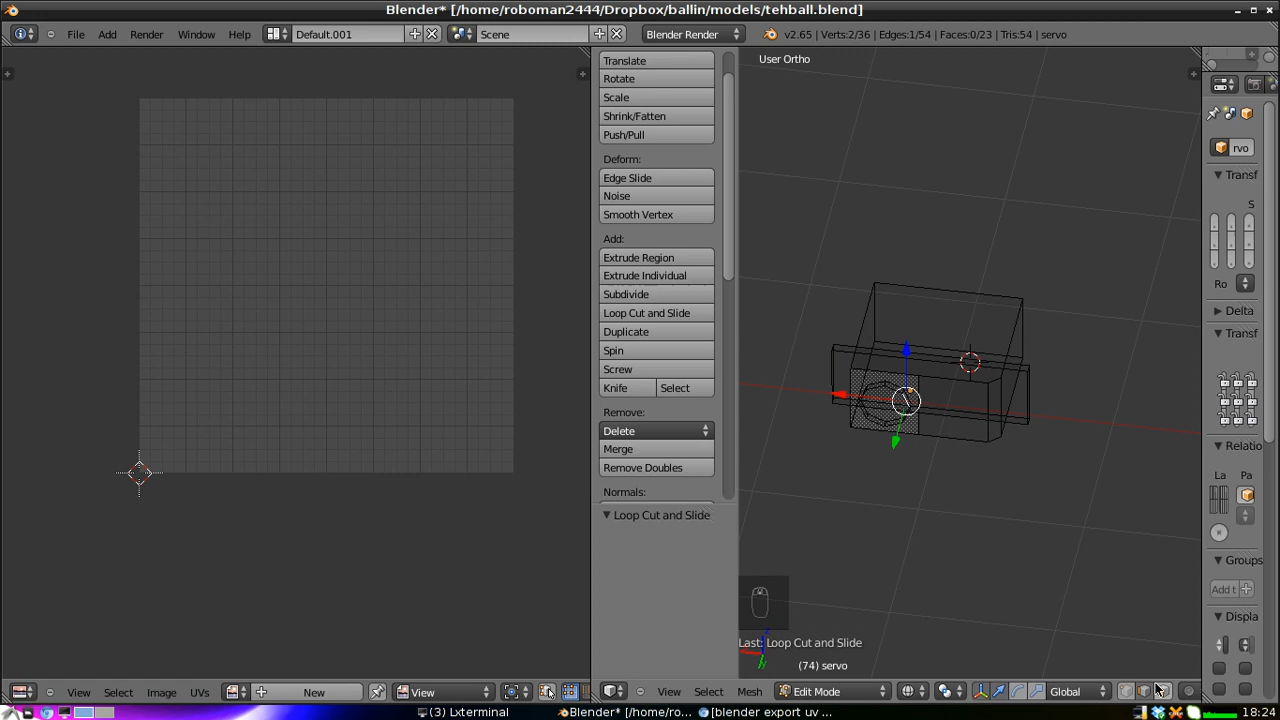 Blender* [/home/roboman2444/Dropbox/ballin/models/tehball.blend]
File Add Render Window Help Default.001 Scene Blender Render v2.65 | Verts:2/36 | Edges:1/54 | Faces:0/23 | Tris:54 | servo
Translate
Rotate
Scale
Shrink/Fatten
Push/Pull
Deform:
Edge Slide
Noise
Smooth Vertex
Add:
Extrude Region
Extrude Individual
Subdivide
Loop Cut and Slide
Duplicate
Spin
Screw
Knife Select
Remove:
Delete
Merge
Remove Doubles
Normals:
Loop Cut and Slide
User Ortho
Last: Loop Cut and Slide
(74) servo
rvo
Transf
S
Ro
Delta
Transf
Relatio
La Pa
Groups
Add t
Displa
View Select Image UVs New View
View Select Mesh Edit Mode Global
(3) Lxterminal Blender* [/home/ro... [blender export uv ... 18:24